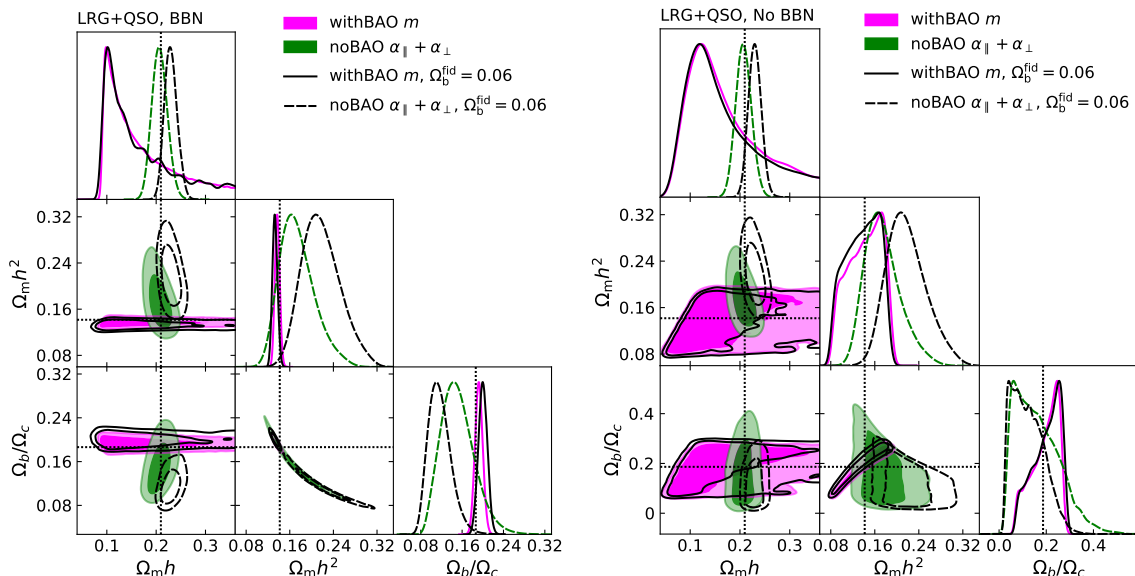 LRG+QSO, BBN
withBAO m
noBAO α∥ + α⊥
withBAO m, Ω_b^fid = 0.06
noBAO α∥ + α⊥, Ω_b^fid = 0.06
Ω_m h²
0.32
0.24
0.16
0.08
Ω_b/Ω_c
0.32
0.24
0.16
0.08
0.1 0.2 0.3
Ω_m h
0.08 0.16 0.24 0.32
Ω_m h²
0.08 0.16 0.24 0.32
Ω_b/Ω_c
LRG+QSO, No BBN
withBAO m
noBAO α∥ + α⊥
withBAO m, Ω_b^fid = 0.06
noBAO α∥ + α⊥, Ω_b^fid = 0.06
Ω_m h²
0.32
0.24
0.16
0.08
Ω_b/Ω_c
0.4
0.2
0
0.1 0.2 0.3
Ω_m h
0.08 0.16 0.24 0.32
Ω_m h²
0.0 0.2 0.4
Ω_b/Ω_c